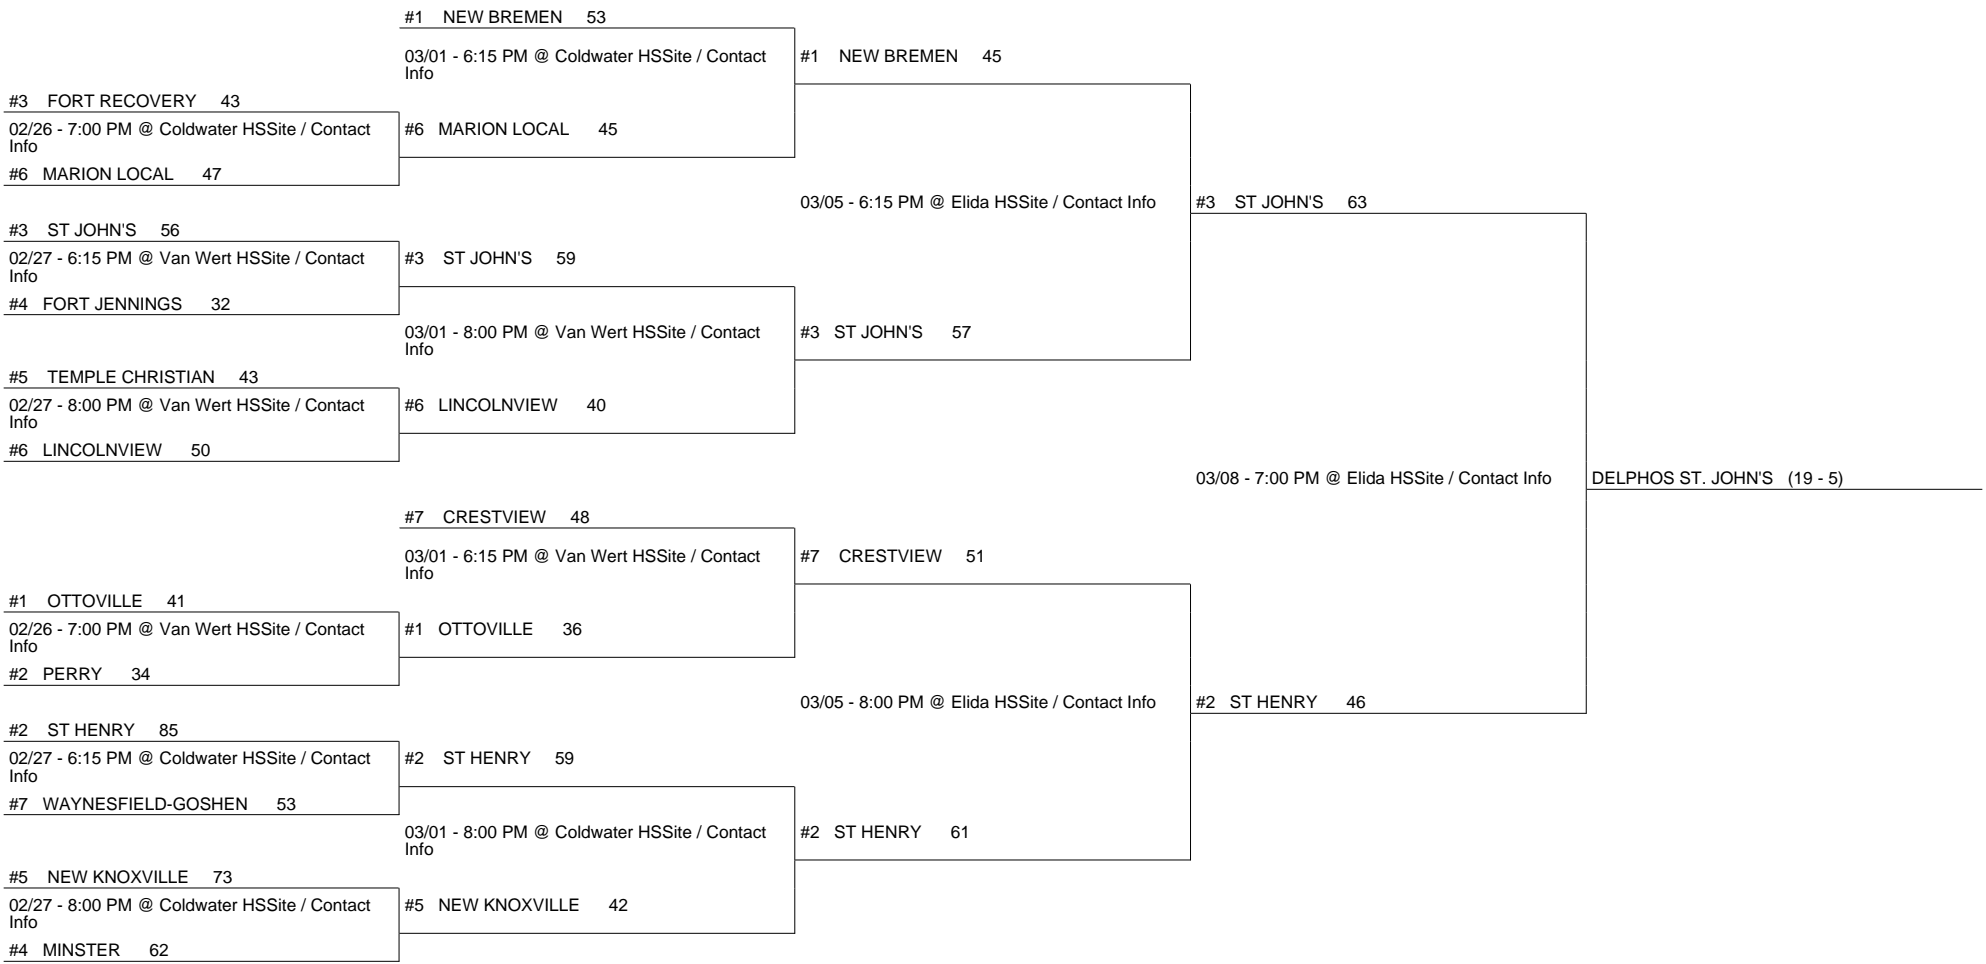 #1 NEW BREMEN 53
03/01 - 6:15 PM @ Coldwater HSSite / Contact
Info
#1 NEW BREMEN 45
#3 FORT RECOVERY 43
02/26 - 7:00 PM @ Coldwater HSSite / Contact
Info
#6 MARION LOCAL 45
#6 MARION LOCAL 47
03/05 - 6:15 PM @ Elida HSSite / Contact Info
#3 ST JOHN'S 63
#3 ST JOHN'S 56
02/27 - 6:15 PM @ Van Wert HSSite / Contact
Info
#3 ST JOHN'S 59
#4 FORT JENNINGS 32
03/01 - 8:00 PM @ Van Wert HSSite / Contact
Info
#3 ST JOHN'S 57
#5 TEMPLE CHRISTIAN 43
02/27 - 8:00 PM @ Van Wert HSSite / Contact
Info
#6 LINCOLNVIEW 40
#6 LINCOLNVIEW 50
03/08 - 7:00 PM @ Elida HSSite / Contact Info
DELPHOS ST. JOHN'S (19 - 5)
#7 CRESTVIEW 48
03/01 - 6:15 PM @ Van Wert HSSite / Contact
Info
#7 CRESTVIEW 51
#1 OTTOVILLE 41
02/26 - 7:00 PM @ Van Wert HSSite / Contact
Info
#1 OTTOVILLE 36
#2 PERRY 34
03/05 - 8:00 PM @ Elida HSSite / Contact Info
#2 ST HENRY 46
#2 ST HENRY 85
02/27 - 6:15 PM @ Coldwater HSSite / Contact
Info
#2 ST HENRY 59
#7 WAYNESFIELD-GOSHEN 53
03/01 - 8:00 PM @ Coldwater HSSite / Contact
Info
#2 ST HENRY 61
#5 NEW KNOXVILLE 73
02/27 - 8:00 PM @ Coldwater HSSite / Contact
Info
#5 NEW KNOXVILLE 42
#4 MINSTER 62